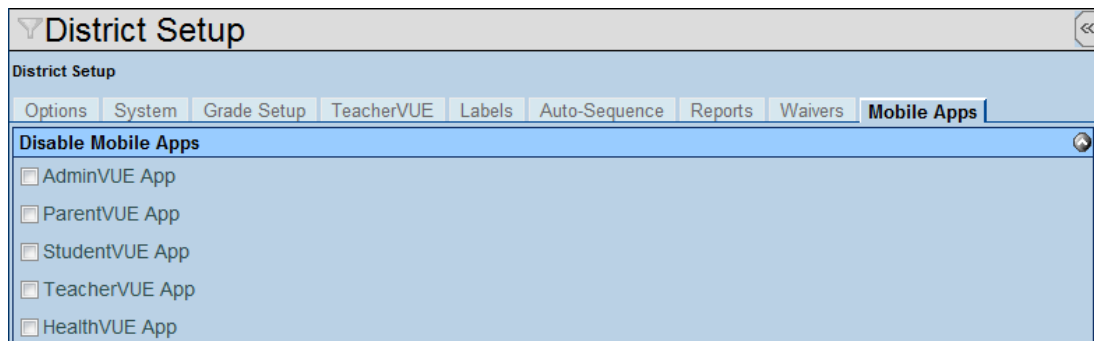 District Setup
District Setup
Options System Grade Setup TeacherVUE Labels Auto-Sequence Reports Waivers Mobile Apps
Disable Mobile Apps
AdminVUE App
ParentVUE App
StudentVUE App
TeacherVUE App
HealthVUE App